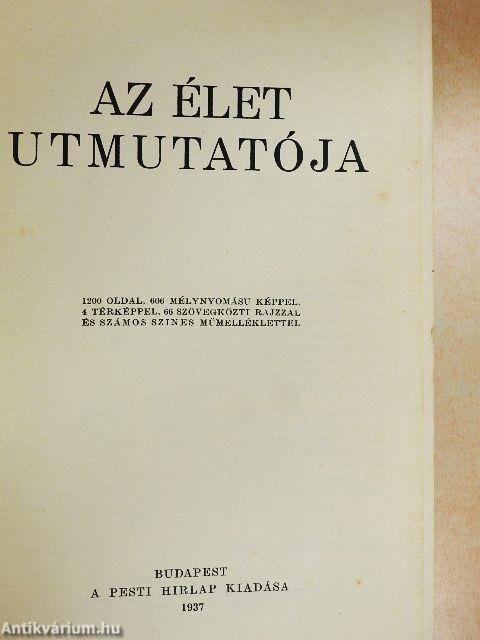 AZ ÉLET
UTMUTATÓJA
1200 OLDAL, 606 MÉLYNYOMÁSU KÉPPEL,
4 TÉRKÉPPEL, 66 SZÖVEGKÖZTI RAJZZAL
ÉS SZÁMOS SZINES MŰMELLÉKLETTEL
BUDAPEST
A PESTI HIRLAP KIADÁSA
1937
Antikvárium.hu